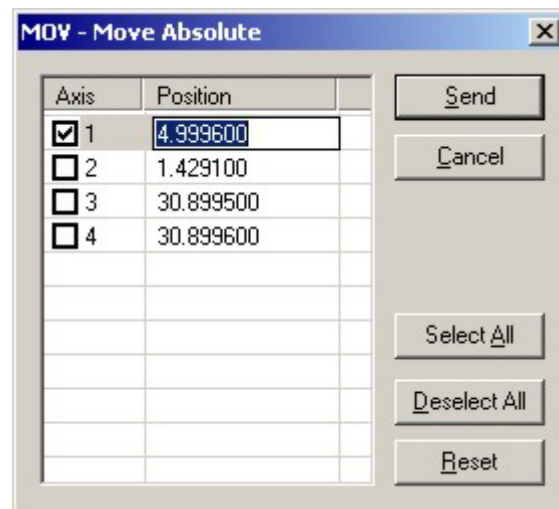 MOV - Move Absolute
Axis Position
1 4.999600
2 1.429100
3 30.899500
4 30.899600
Send
Cancel
Select All
Deselect All
Reset